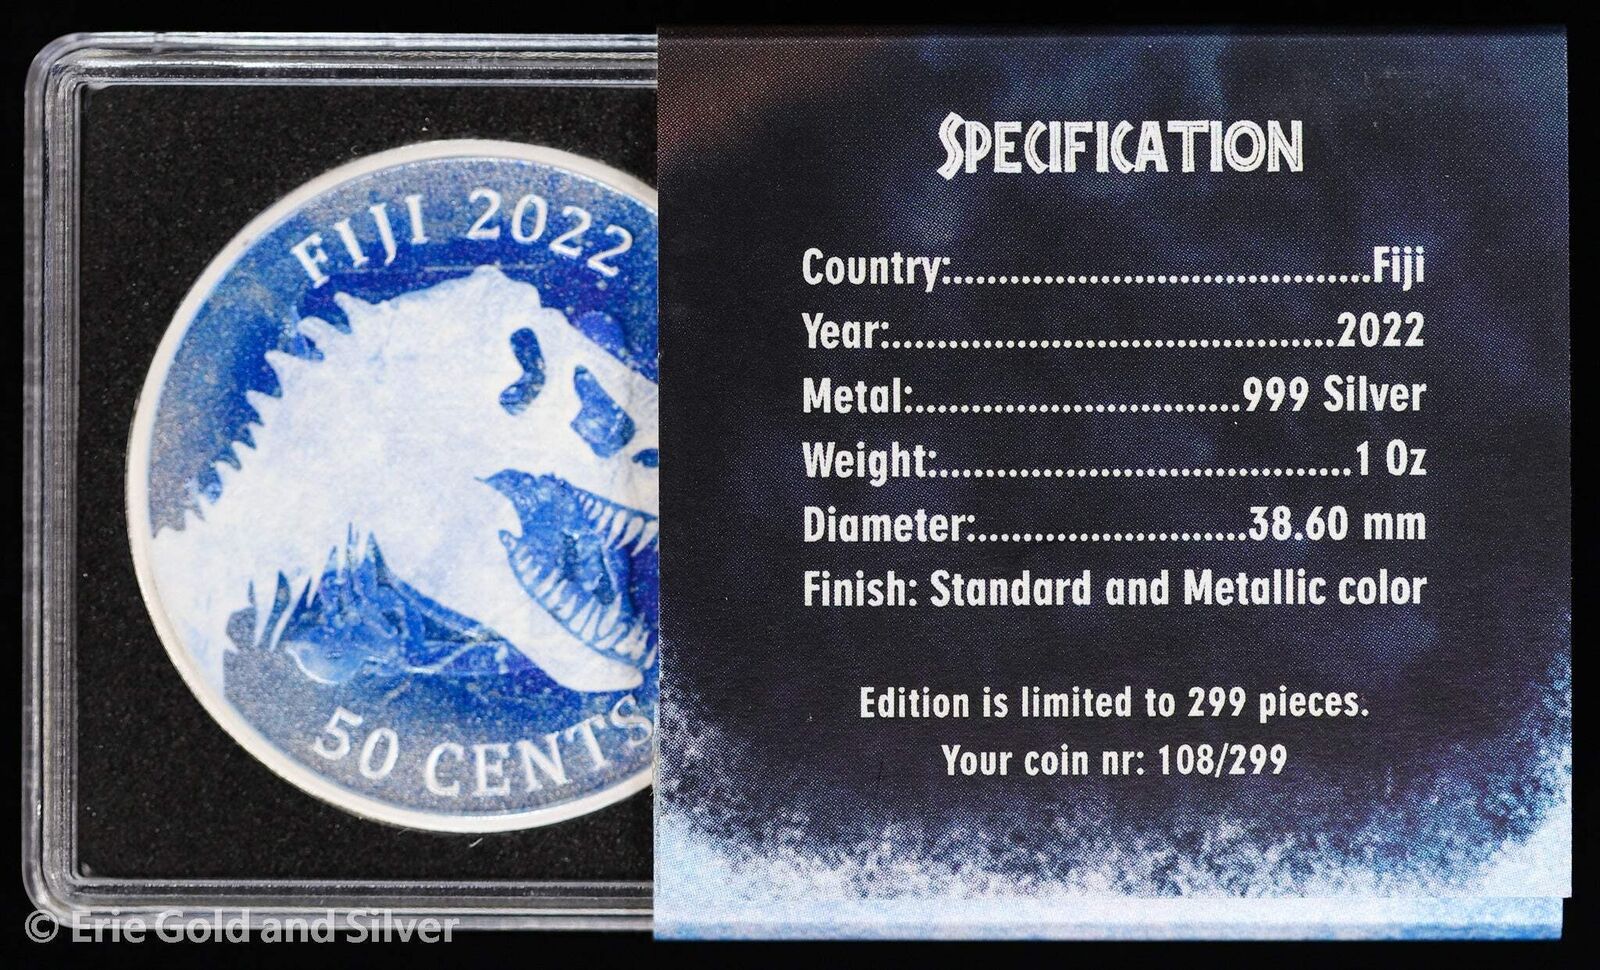 FIJI 2022
50 CENTS
SPECIFICATION
Country:..............................................Fiji
Year:.................................................2022
Metal:....................................999 Silver
Weight:.............................................1 Oz
Diameter:..............................38.60 mm
Finish: Standard and Metallic color
Edition is limited to 299 pieces.
Your coin nr: 108/299
© Erie Gold and Silver